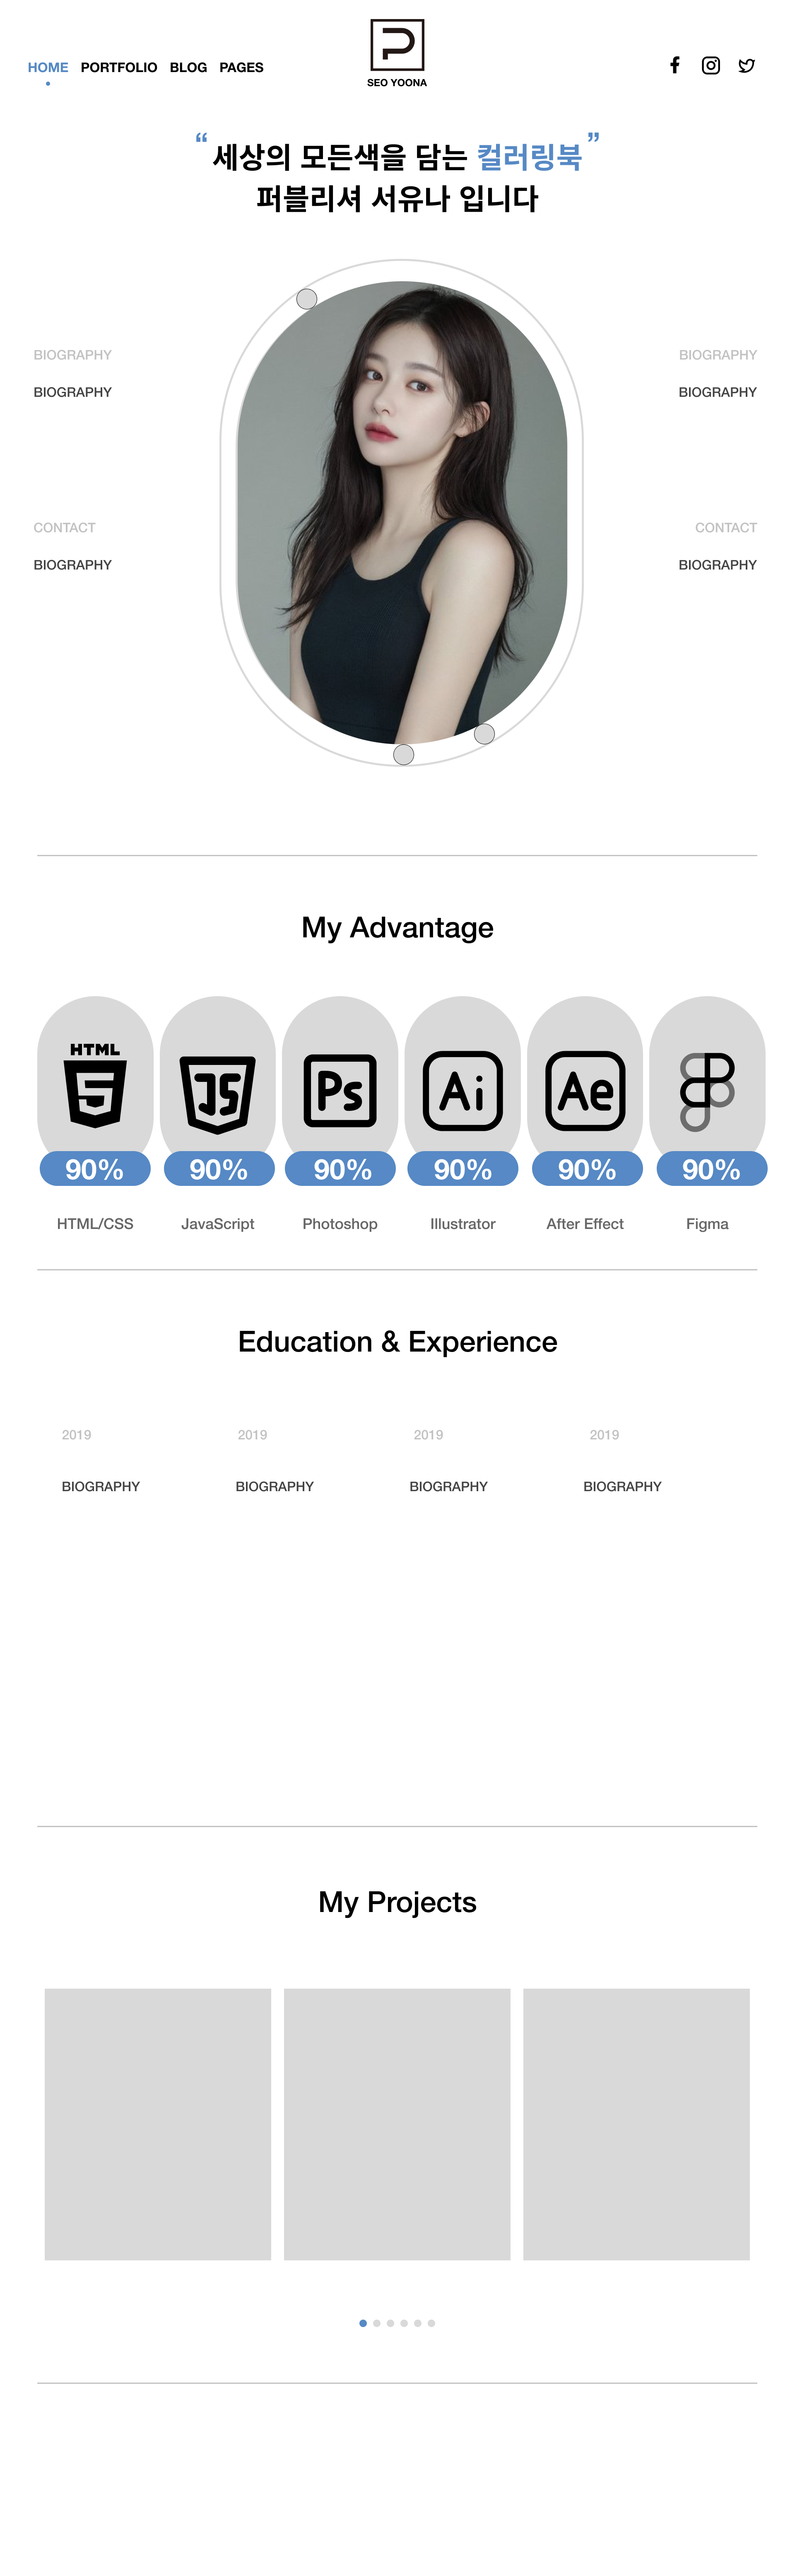 SEO YOONA
HOME PORTFOLIO BLOG PAGES
“세상의 모든색을 담는 컬러링북”
퍼블리셔 서유나 입니다
BIOGRAPHY
BIOGRAPHY
CONTACT
BIOGRAPHY
BIOGRAPHY
BIOGRAPHY
CONTACT
BIOGRAPHY
My Advantage
HTML
5
JS
Ps
Ai
Ae
90% 90% 90% 90% 90% 90%
HTML/CSS JavaScript Photoshop Illustrator After Effect Figma
Education & Experience
2019 2019 2019 2019
BIOGRAPHY BIOGRAPHY BIOGRAPHY BIOGRAPHY
My Projects